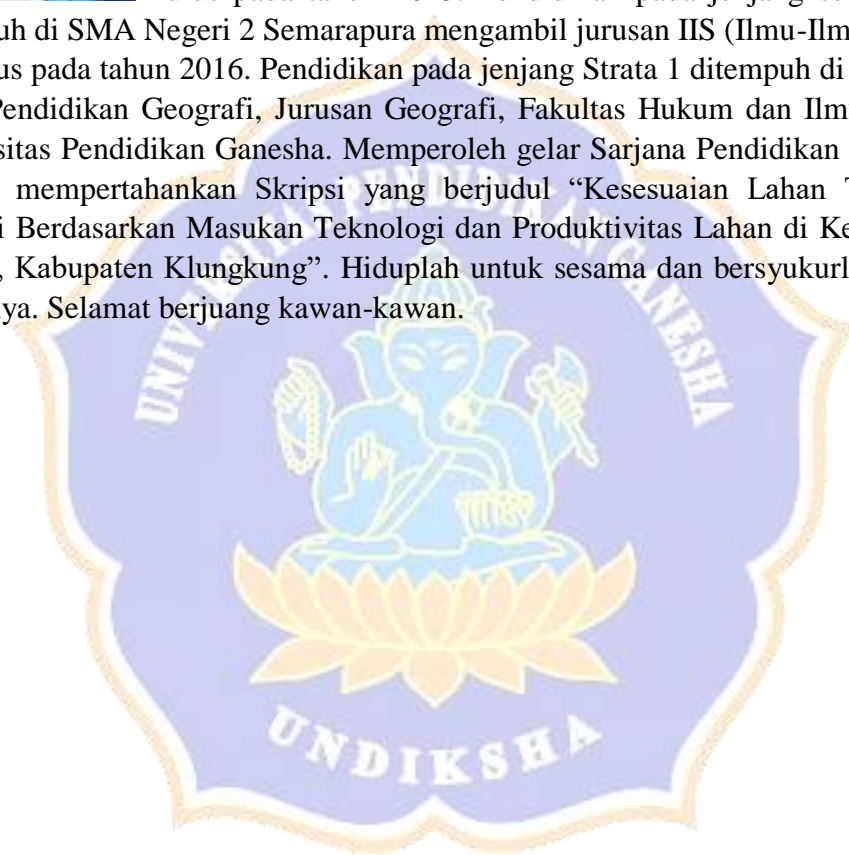 uh di SMA Negeri 2 Semarapura mengambil jurusan IIS (Ilmu-Ilm
us pada tahun 2016. Pendidikan pada jenjang Strata 1 ditempuh di
Pendidikan Geografi, Jurusan Geografi, Fakultas Hukum dan Ilm
sitas Pendidikan Ganesha. Memperoleh gelar Sarjana Pendidikan
mempertahankan Skripsi yang berjudul “Kesesuaian Lahan T
i Berdasarkan Masukan Teknologi dan Produktivitas Lahan di Ke
, Kabupaten Klungkung”. Hiduplah untuk sesama dan bersyukurl
ya. Selamat berjuang kawan-kawan.
UNIVERSITAS PENDIDIKAN GANESHA
UNDIKSHA